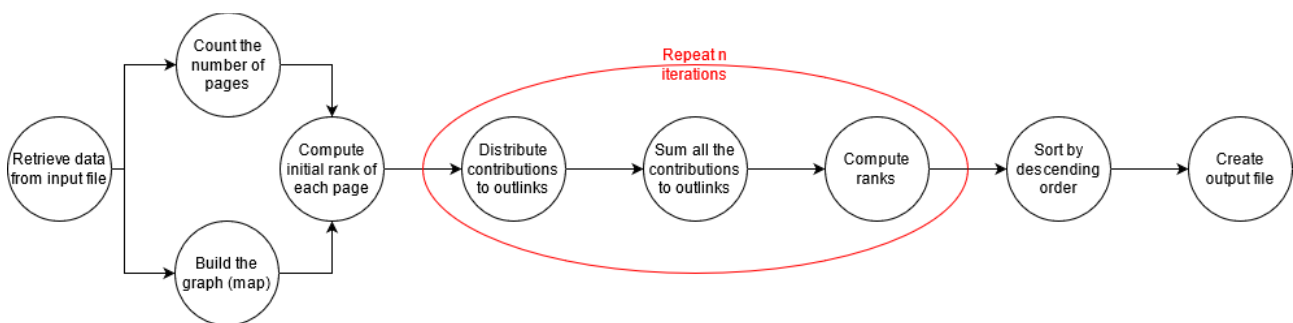 Retrieve data
from input file
Count the
number of
pages
Build the
graph (map)
Compute
initial rank of
each page
Repeat n
iterations
Distribute
contributions
to outlinks
Sum all the
contributions
to outlinks
Compute
ranks
Sort by
descending
order
Create
output file